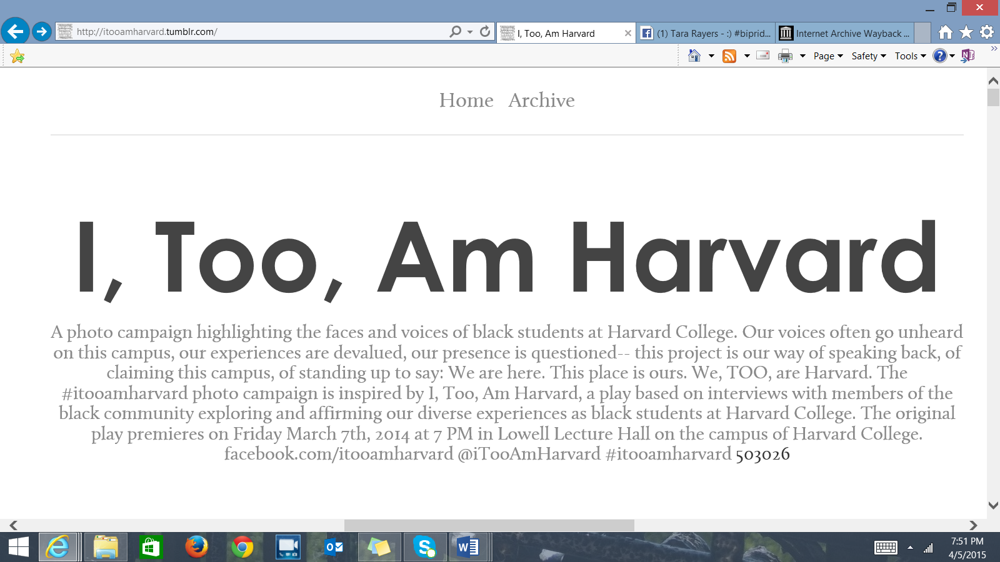 http://itooamharvard.tumblr.com/
I, Too, Am Harvard
(1) Tara Rayers - :) #biprid...
Internet Archive Wayback ...
Page
Safety
Tools
Home Archive
I, Too, Am Harvard
A photo campaign highlighting the faces and voices of black students at Harvard College. Our voices often go unheard
on this campus, our experiences are devalued, our presence is questioned-- this project is our way of speaking back, of
claiming this campus, of standing up to say: We are here. This place is ours. We, TOO, are Harvard. The
#itooamharvard photo campaign is inspired by I, Too, Am Harvard, a play based on interviews with members of the
black community exploring and affirming our diverse experiences as black students at Harvard College. The original
play premieres on Friday March 7th, 2014 at 7 PM in Lowell Lecture Hall on the campus of Harvard College.
facebook.com/itooamharvard @iTooAmHarvard #itooamharvard 503026
7:51 PM
4/5/2015